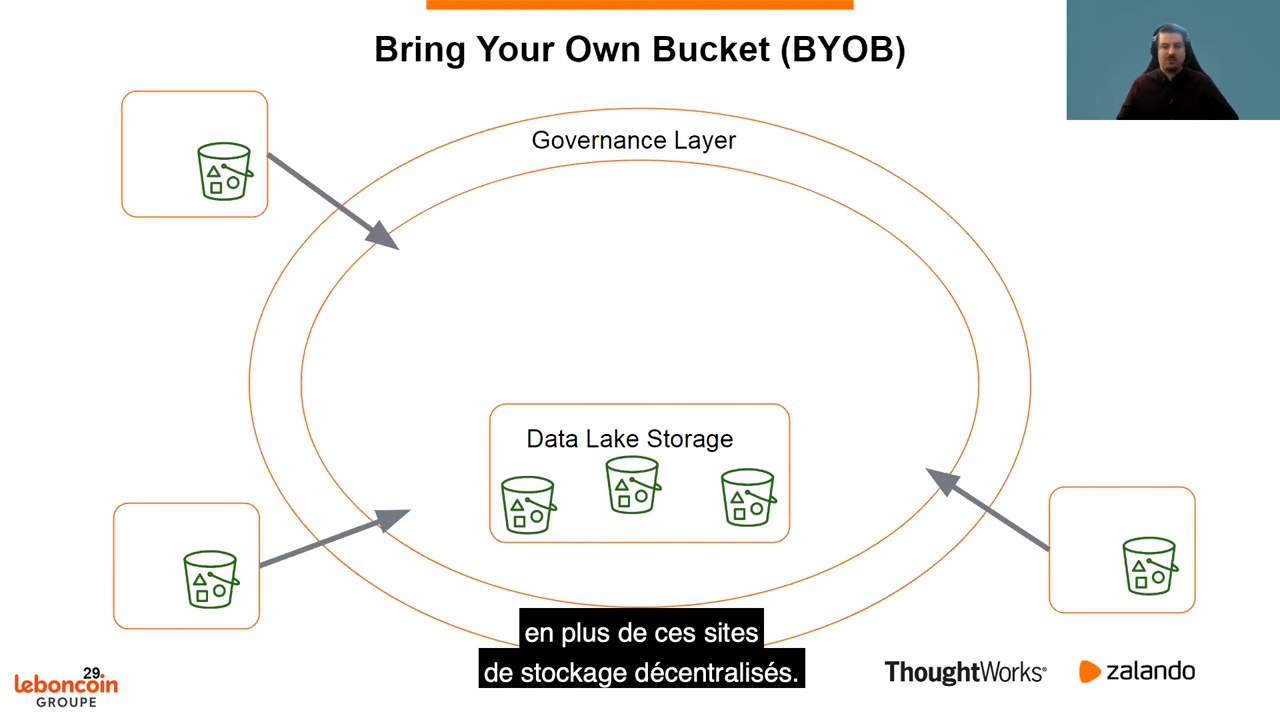 Bring Your Own Bucket (BYOB)
Governance Layer
Data Lake Storage
en plus de ces sites
de stockage décentralisés.
29
leboncoin
GROUPE
ThoughtWorks®
zalando